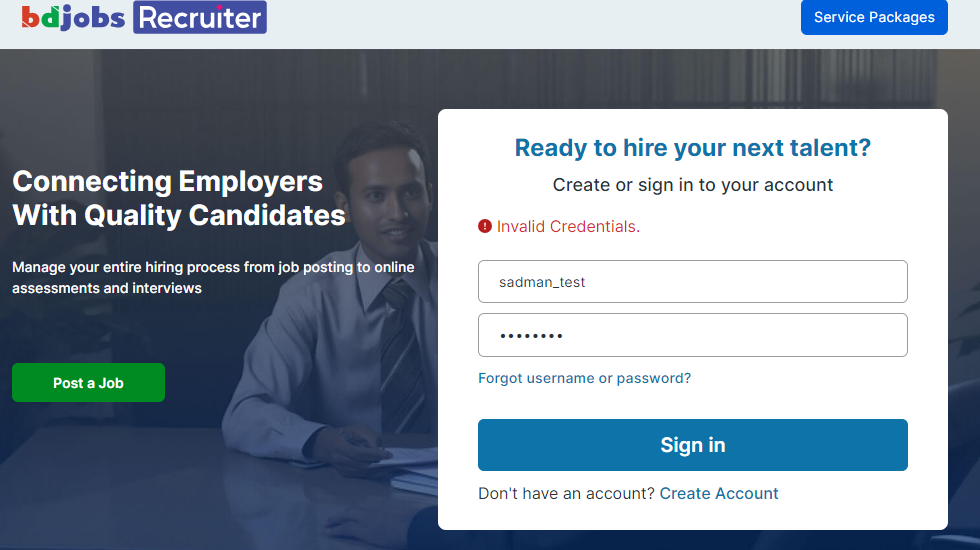 bdjobs Recruiter
Service Packages
Connecting Employers
With Quality Candidates
Manage your entire hiring process from job posting to online
assessments and interviews
Post a Job
Ready to hire your next talent?
Create or sign in to your account
Invalid Credentials.
sadman_test
••••••••
Forgot username or password?
Sign in
Don't have an account? Create Account